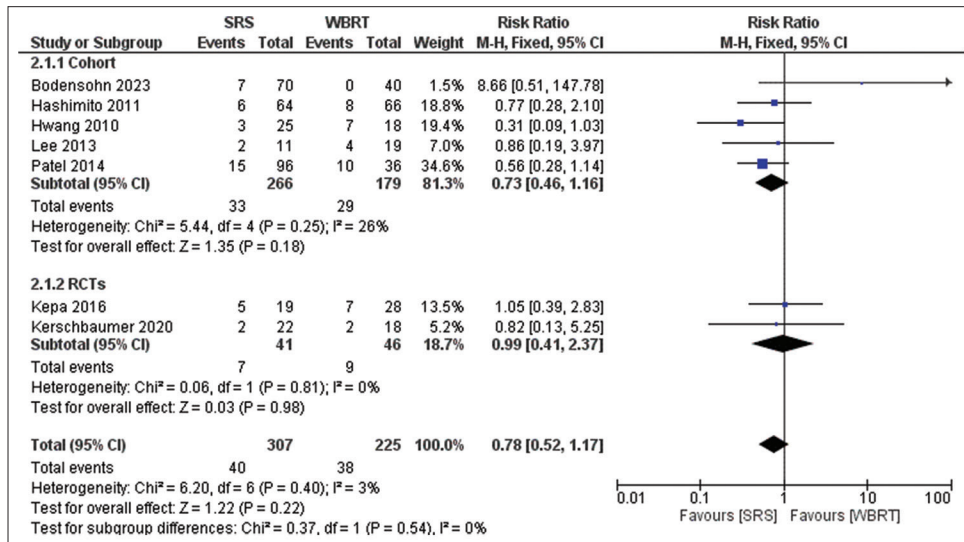 SRS WBRT Risk Ratio Risk Ratio
Study or Subgroup Events Total Events Total Weight M-H, Fixed, 95% CI M-H, Fixed, 95% CI
2.1.1 Cohort
Bodensohn 2023 7 70 0 40 1.5% 8.66 [0.51, 147.78]
Hashimito 2011 6 64 8 66 18.8% 0.77 [0.28, 2.10]
Hwang 2010 3 25 7 18 19.4% 0.31 [0.09, 1.03]
Lee 2013 2 11 4 19 7.0% 0.86 [0.19, 3.97]
Patel 2014 15 96 10 36 34.6% 0.56 [0.28, 1.14]
Subtotal (95% CI) 266 179 81.3% 0.73 [0.46, 1.16]
Total events 33 29
Heterogeneity: Chi² = 5.44, df = 4 (P = 0.25); I² = 26%
Test for overall effect: Z = 1.35 (P = 0.18)
2.1.2 RCTs
Kepa 2016 5 19 7 28 13.5% 1.05 [0.39, 2.83]
Kerschbaumer 2020 2 22 2 18 5.2% 0.82 [0.13, 5.25]
Subtotal (95% CI) 41 46 18.7% 0.99 [0.41, 2.37]
Total events 7 9
Heterogeneity: Chi² = 0.06, df = 1 (P = 0.81); I² = 0%
Test for overall effect: Z = 0.03 (P = 0.98)
Total (95% CI) 307 225 100.0% 0.78 [0.52, 1.17]
Total events 40 38
Heterogeneity: Chi² = 6.20, df = 6 (P = 0.40); I² = 3%
Test for overall effect: Z = 1.22 (P = 0.22)
Test for subgroup differences: Chi² = 0.37, df = 1 (P = 0.54), I² = 0%
0.01 0.1 1 10 100
Favours [SRS] Favours [WBRT]